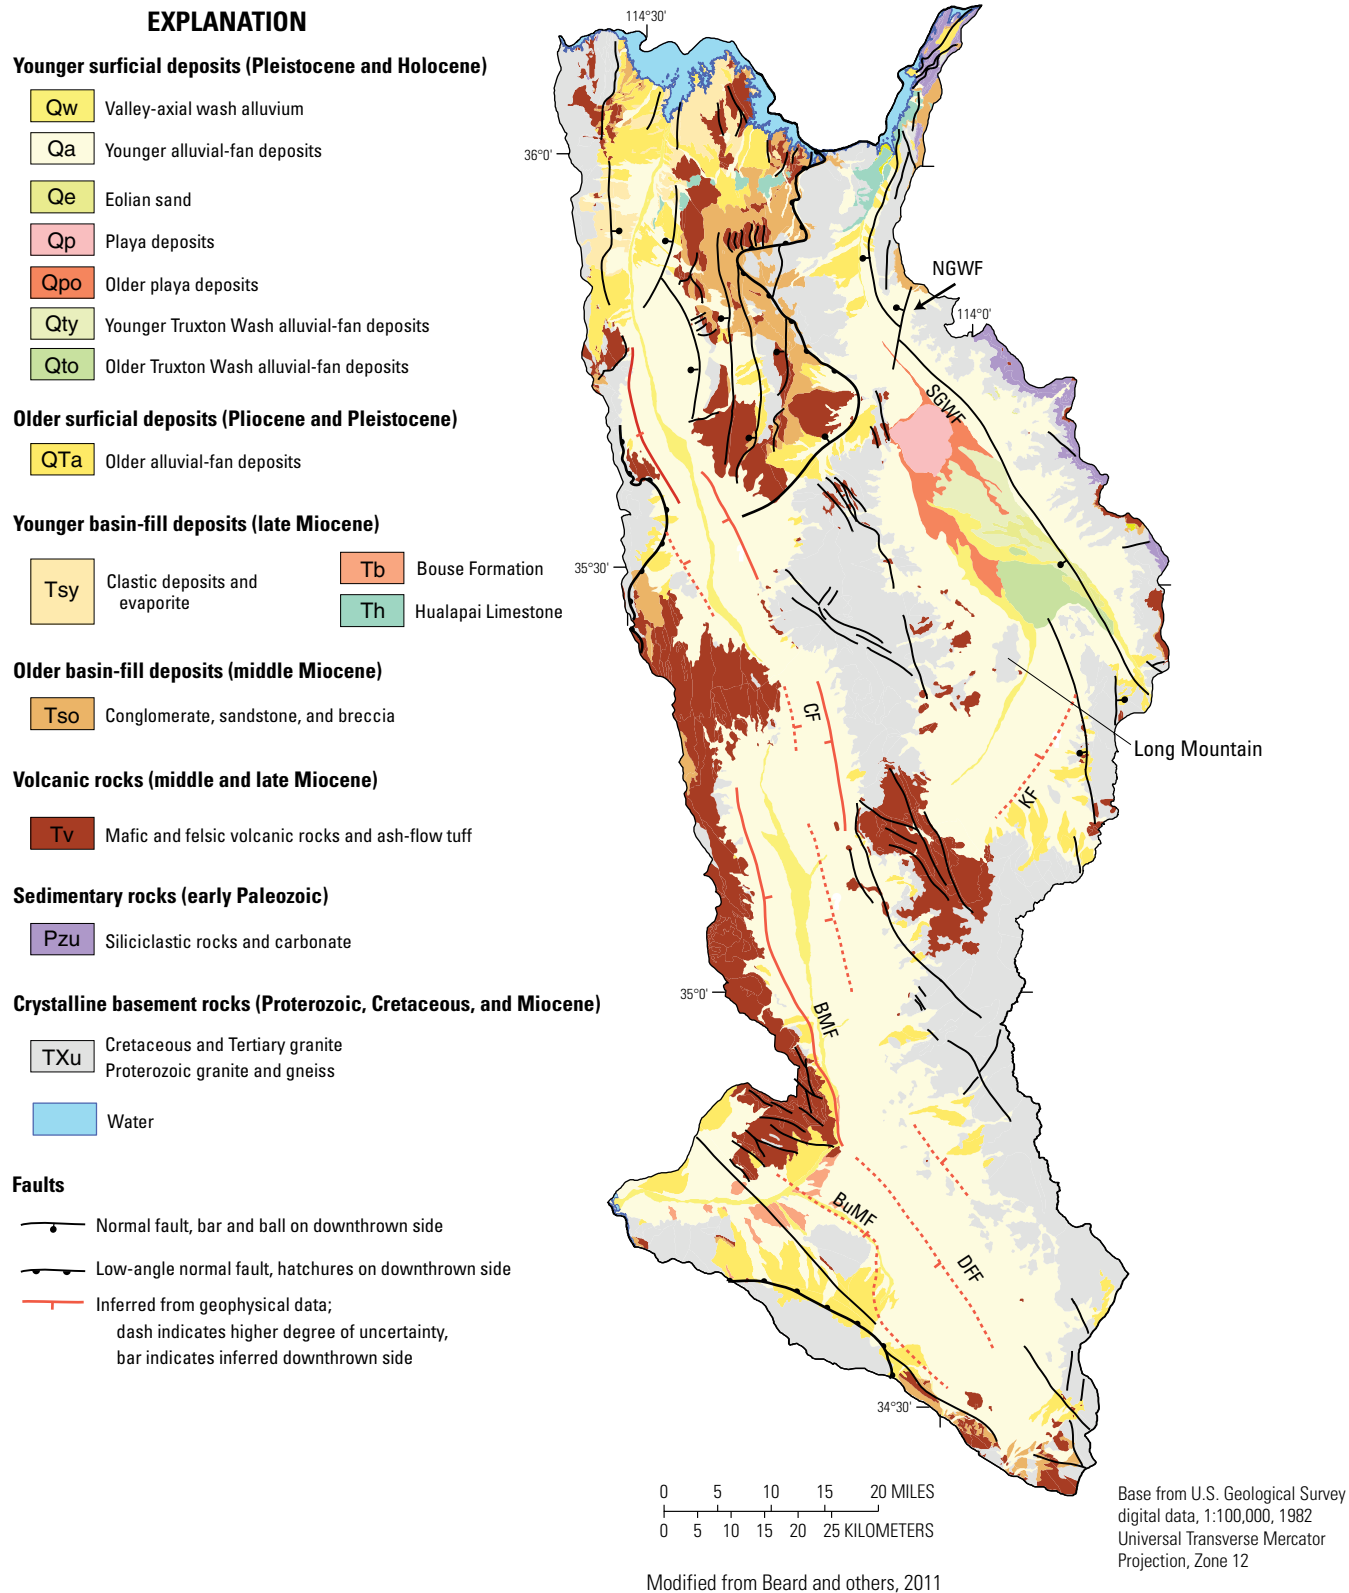 EXPLANATION
Younger surficial deposits (Pleistocene and Holocene)
Qw Valley-axial wash alluvium
Qa Younger alluvial-fan deposits
Qe Eolian sand
Qp Playa deposits
Qpo Older playa deposits
Qty Younger Truxton Wash alluvial-fan deposits
Qto Older Truxton Wash alluvial-fan deposits
Older surficial deposits (Pliocene and Pleistocene)
QTa Older alluvial-fan deposits
Younger basin-fill deposits (late Miocene)
Tsy Clastic deposits and
evaporite
Tb Bouse Formation
Th Hualapai Limestone
Older basin-fill deposits (middle Miocene)
Tso Conglomerate, sandstone, and breccia
Volcanic rocks (middle and late Miocene)
Tv Mafic and felsic volcanic rocks and ash-flow tuff
Sedimentary rocks (early Paleozoic)
Pzu Siliciclastic rocks and carbonate
Crystalline basement rocks (Proterozoic, Cretaceous, and Miocene)
TXu Cretaceous and Tertiary granite
Proterozoic granite and gneiss
Water
Faults
Normal fault, bar and ball on downthrown side
Low-angle normal fault, hatchures on downthrown side
Inferred from geophysical data;
dash indicates higher degree of uncertainty,
bar indicates inferred downthrown side
114°30'
36°0'
NGWF
114°0'
SGWF
35°30'
CF
Long Mountain
KF
35°0'
BMF
BuMF
DFF
34°30'
0 5 10 15 20 MILES
0 5 10 15 20 25 KILOMETERS
Base from U.S. Geological Survey
digital data, 1:100,000, 1982
Universal Transverse Mercator
Projection, Zone 12
Modified from Beard and others, 2011